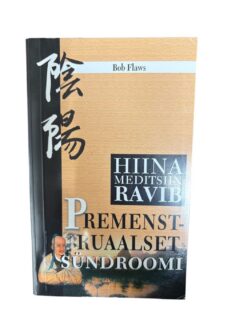 陰
陽
Bob Flaws
HIINA
MEDITSIIN
RAVIB
PREMENST-
RUAALSET
SÜNDROOMI